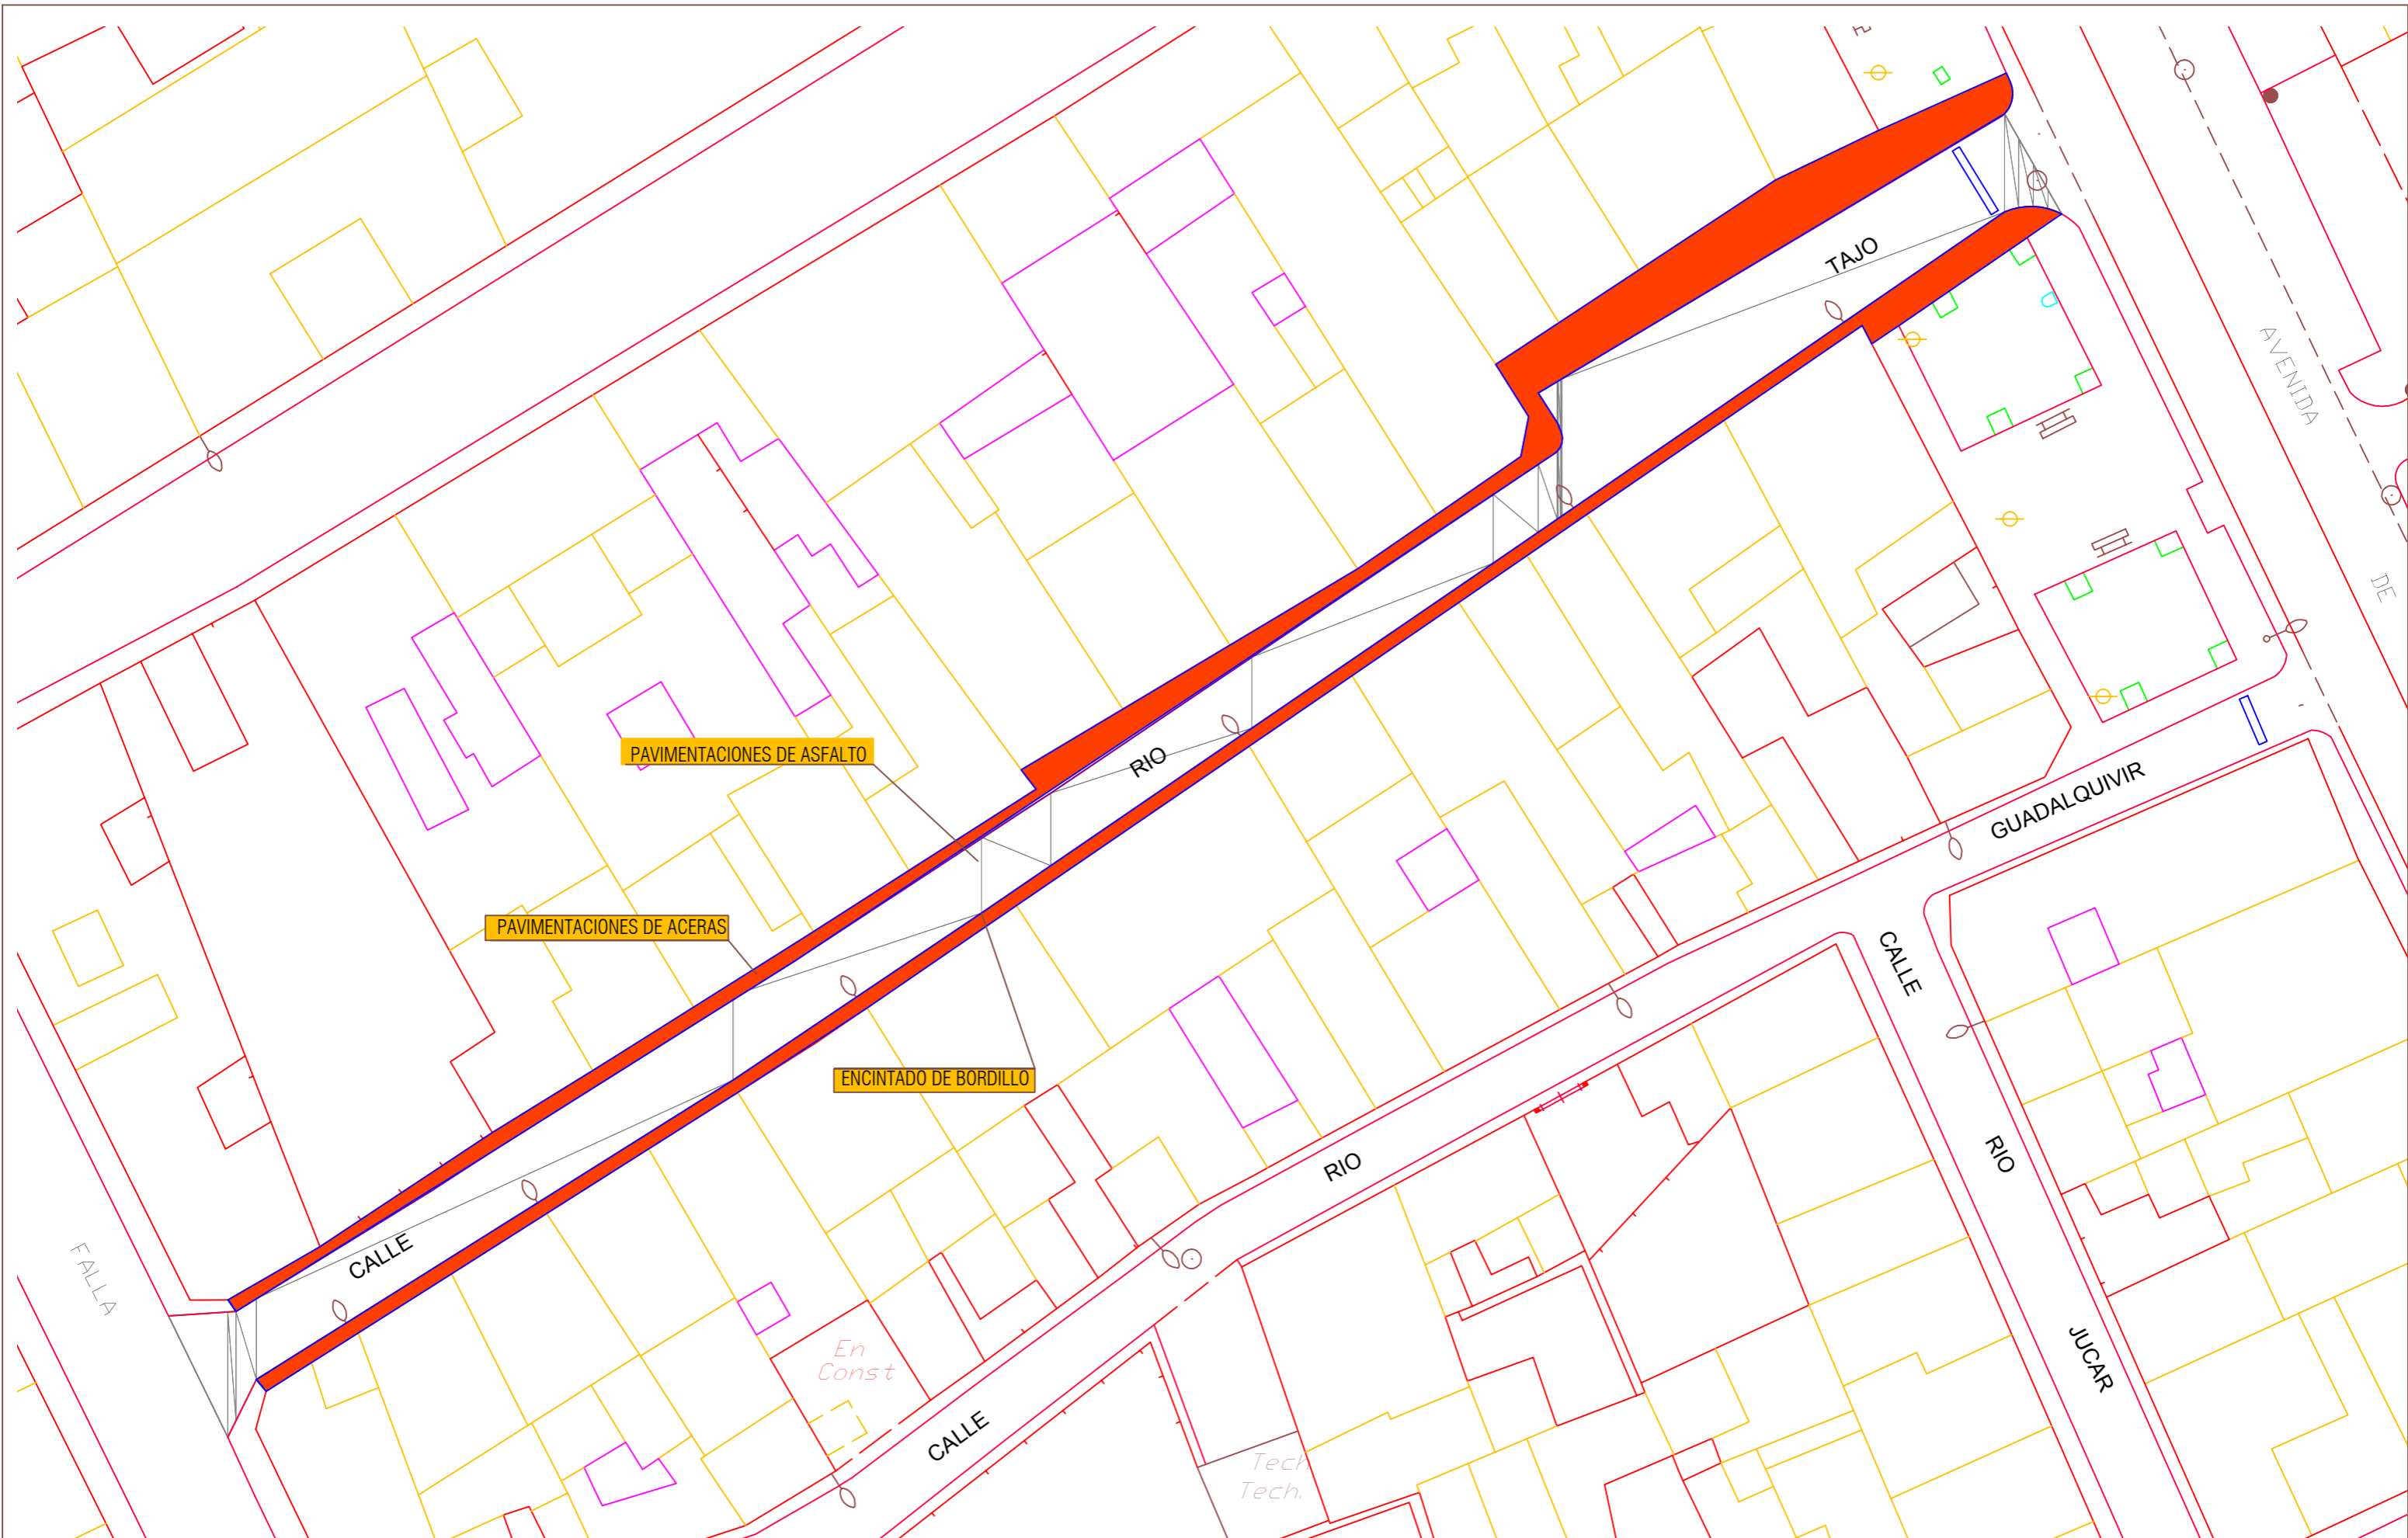 TAJO
AVENIDA
DE
PAVIMENTACIONES DE ASFALTO
RIO
GUADALQUIVIR
PAVIMENTACIONES DE ACERAS
CALLE
ENCINTADO DE BORDILLO
RIO
RIO
CALLE
FALLA
En
Const
JUCAR
CALLE
Tech
Tech.